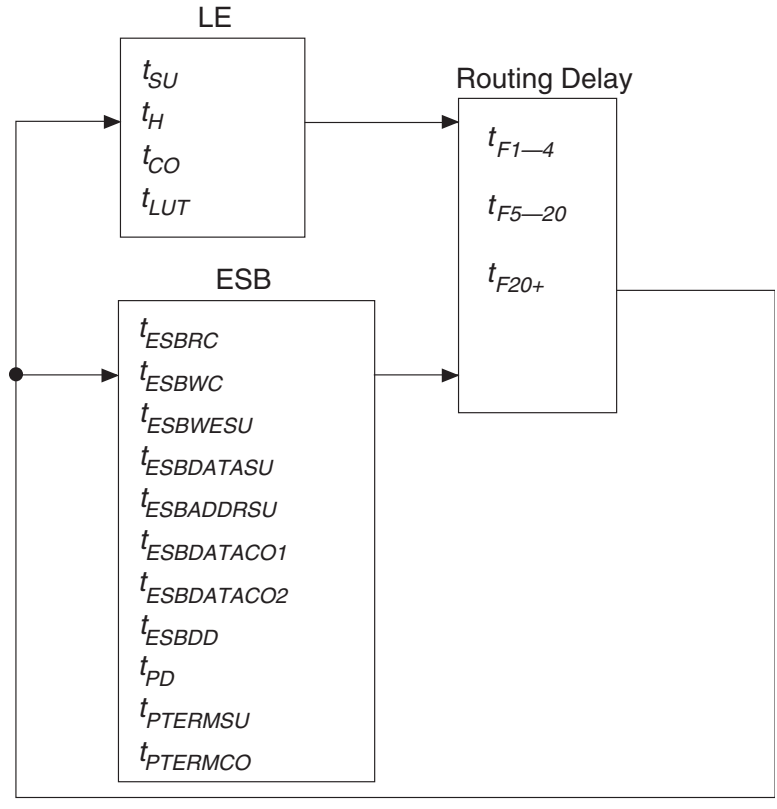 LE
tSU
tH
tCO
tLUT
Routing Delay
tF1—4
tF5—20
tF20+
ESB
tESBRC
tESBWC
tESBWESU
tESBDATASU
tESBADDRSU
tESBDATACO1
tESBDATACO2
tESBDD
tPD
tPTERMSU
tPTERMCO